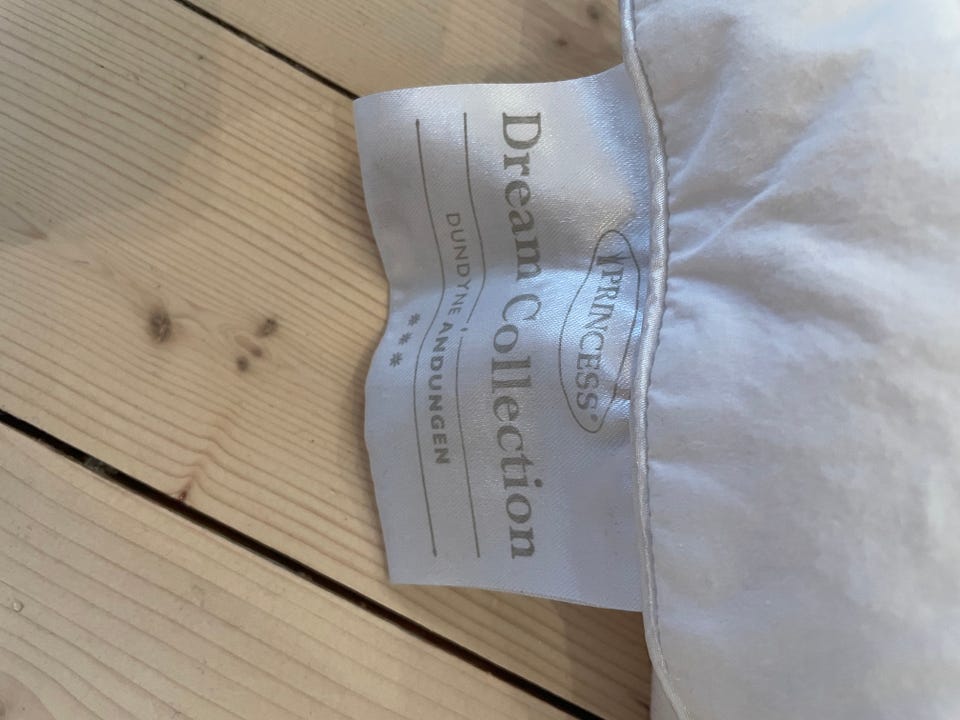 PRINCESS®
Dream Collection
DUNDYNE ANDUNGEN
***